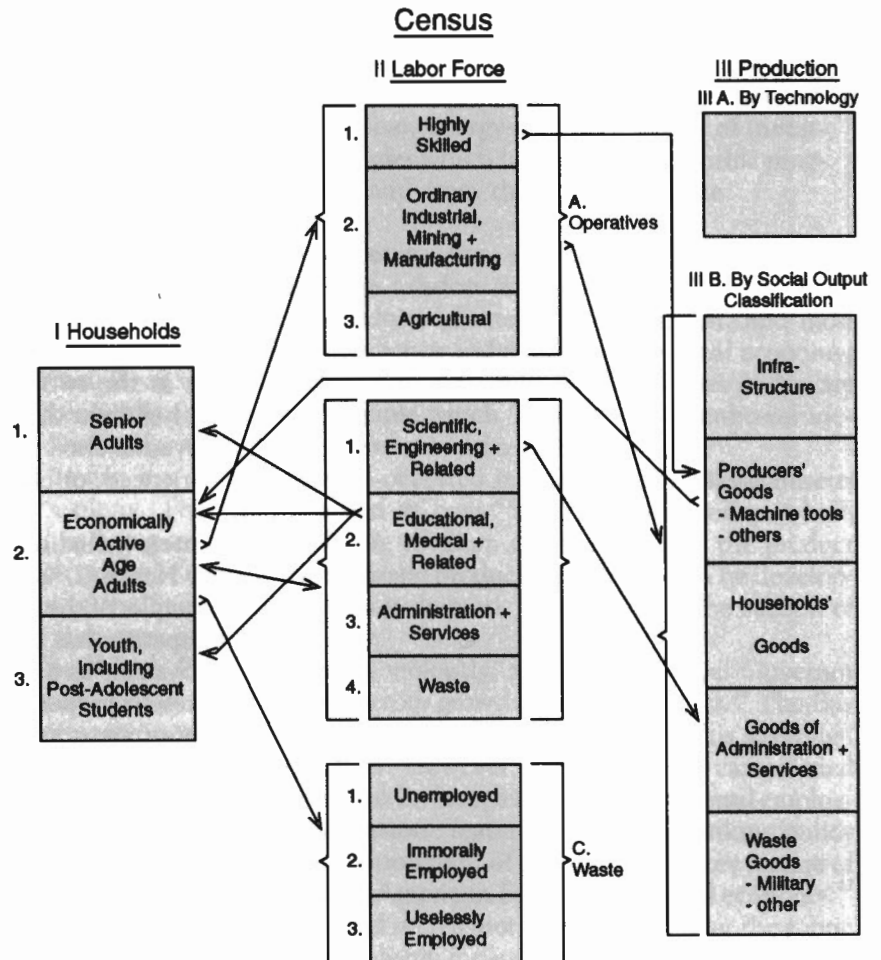 Census
I Households
1.
Senior
Adults
2.
Economically
Active
Age
Adults
3.
Youth,
Including
Post-Adolescent
Students
II Labor Force
1.
Highly
Skilled
2.
Ordinary
Industrial,
Mining +
Manufacturing
3.
Agricultural
A.
Operatives
1.
Scientific,
Engineering +
Related
2.
Educational,
Medical +
Related
3.
Administration +
Services
4.
Waste
1.
Unemployed
2.
Immorally
Employed
3.
Uselessly
Employed
C.
Waste
III Production
III A. By Technology
III B. By Social Output
Classification
Infra-
Structure
Producers'
Goods
- Machine tools
- others
Households'
Goods
Goods of
Administration +
Services
Waste
Goods
- Military
- other